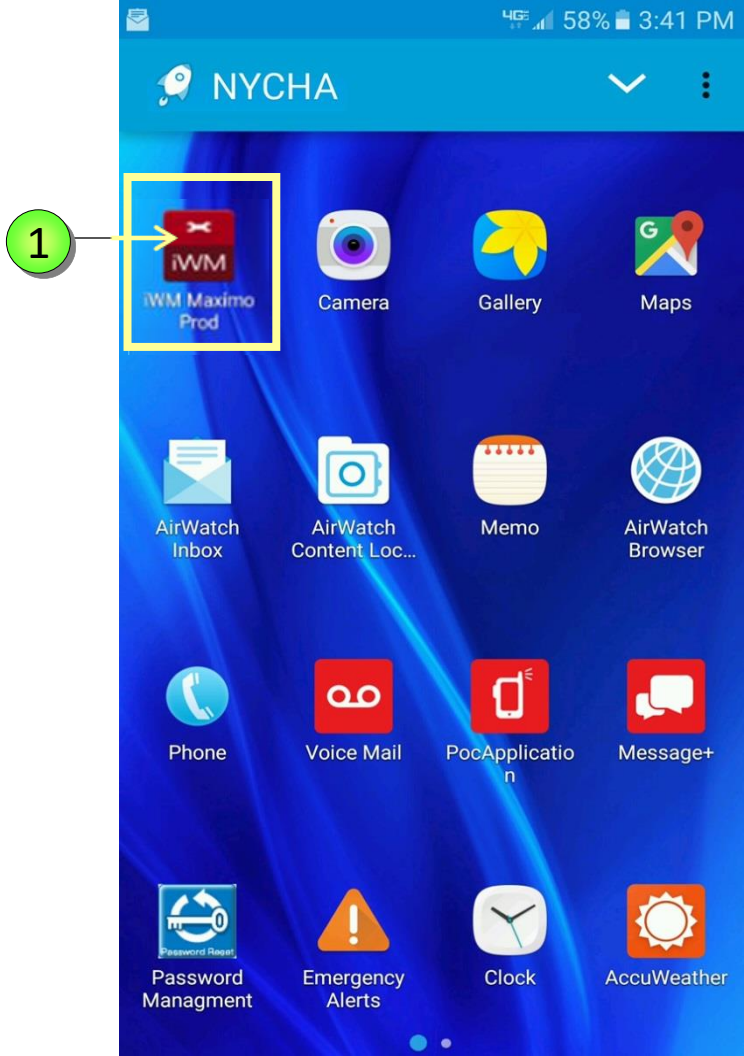 4GE 58% 3:41 PM
NYCHA
1
iWM
iWM Maximo
Prod
Camera
Gallery
G
Maps
AirWatch
Inbox
AirWatch
Content Loc...
Memo
AirWatch
Browser
Phone
Voice Mail
PocApplicatio
n
Message+
Password Reset
Password
Managment
Emergency
Alerts
Clock
AccuWeather